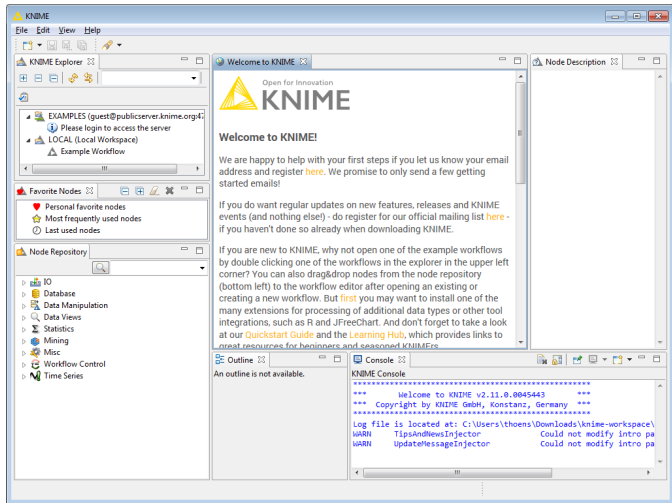 KNIME
File Edit View Help
KNIME Explorer
EXAMPLES (guest@publicserver.knime.org:47
Please login to access the server
LOCAL (Local Workspace)
Example Workflow
Favorite Nodes
Personal favorite nodes
Most frequently used nodes
Last used nodes
Node Repository
IO
Database
Data Manipulation
Data Views
Statistics
Mining
Misc
Workflow Control
Time Series
Welcome to KNIME
Open for Innovation
KNIME
Welcome to KNIME!
We are happy to help with your first steps if you let us know your email
address and register here. We promise to only send a few getting
started emails!
If you do want regular updates on new features, releases and KNIME
events (and nothing else!) - do register for our official mailing list here -
if you haven't done so already when downloading KNIME.
If you are new to KNIME, why not open one of the example workflows
by double clicking one of the workflows in the explorer in the upper left
corner? You can also drag&drop nodes from the node repository
(bottom left) to the workflow editor after opening an existing or
creating a new workflow. But first you may want to install one of the
many extensions for processing of additional data types or other tool
integrations, such as R and JFreeChart. And don't forget to take a look
at our Quickstart Guide and the Learning Hub, which provides links to
great resources for beginners and seasoned KNIMErs.
Node Description
Outline
An outline is not available.
Console
KNIME Console
***************************************************
*** Welcome to KNIME v2.11.0.0045443 ***
*** Copyright by KNIME GmbH, Konstanz, Germany ***
***************************************************
Log file is located at: C:\Users\thoens\Downloads\knime-workspace\
WARN TipsAndNewsInjector Could not modify intro pa
WARN UpdateMessageInjector Could not modify intro pa